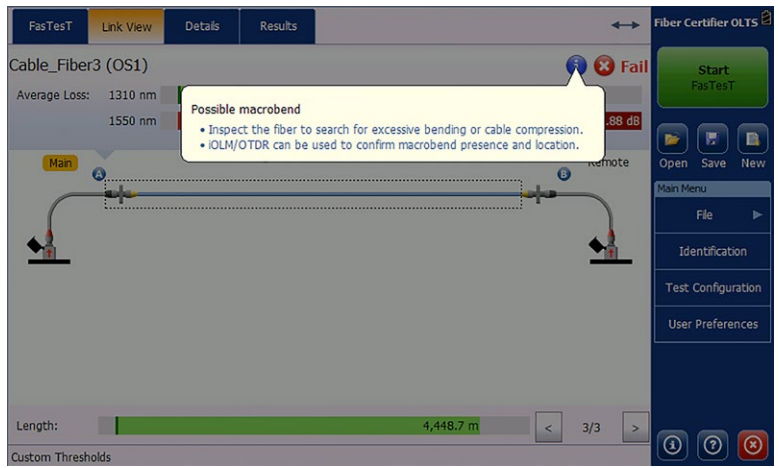 FasTesT Link View Details Results
Fiber Certifier OLTS
Cable_Fiber3 (OS1)
Fail
Start
FasTesT
Average Loss: 1310 nm
1550 nm
.88 dB
Possible macrobend
• Inspect the fiber to search for excessive bending or cable compression.
• iOLM/OTDR can be used to confirm macrobend presence and location.
Open Save New
Main
A
B
Remote
Main Menu
File
Identification
Test Configuration
User Preferences
Length: 4,448.7 m < 3/3 >
Custom Thresholds